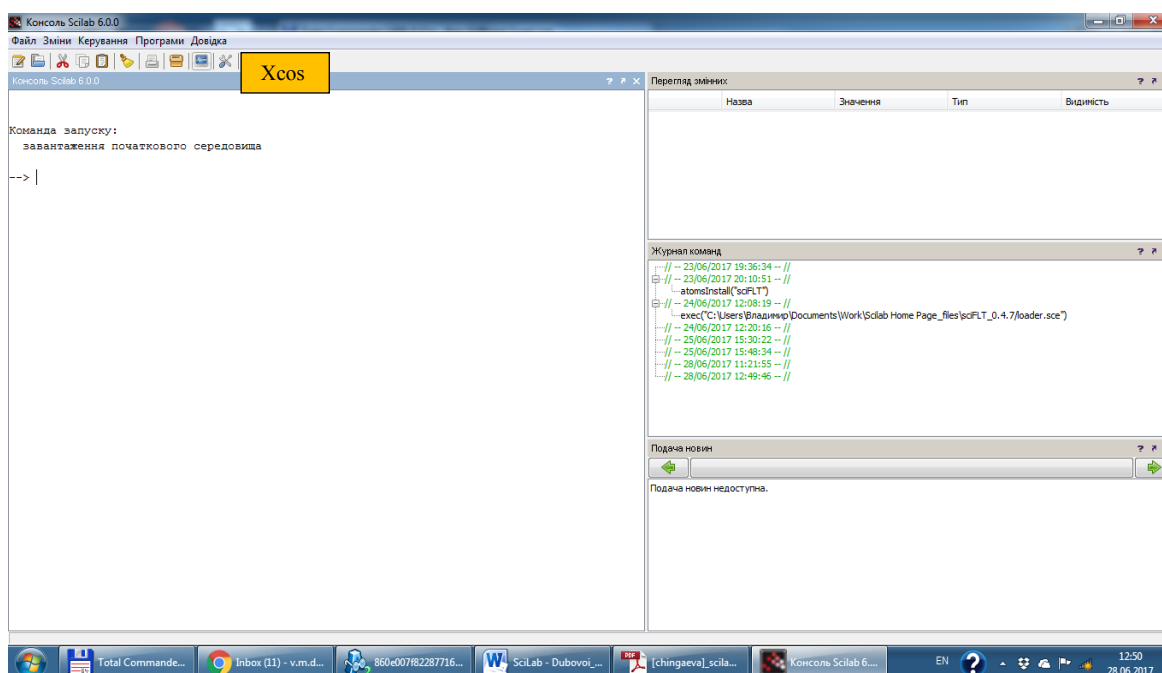 Консоль Scilab 6.0.0
Файл Зміни Керування Програми Довідка
Xcos
Консоль Scilab 6.0.0
Команда запуску:
завантаження початкового середовища
-->
Перегляд змінних
Назва Значення Тип Видимість
Журнал команд
// -- 23/06/2017 19:36:34 -- //
// -- 23/06/2017 20:10:51 -- //
atomsInstall("sciFLT")
// -- 24/06/2017 12:08:19 -- //
exec("C:\Users\Владимир\Documents\Work\Scilab Home Page_files\sciFLT_0.4.7/loader.sce")
// -- 24/06/2017 12:20:16 -- //
// -- 25/06/2017 15:30:22 -- //
// -- 25/06/2017 15:48:34 -- //
// -- 28/06/2017 11:21:55 -- //
// -- 28/06/2017 12:49:46 -- //
Подача новин
Подача новин недоступна.
Total Commande... Inbox (11) - v.m.d... 860e007f82287716... SciLab - Dubovoi_... [chingaeva]_scila... Консоль Scilab 6.... EN 12:50
28.06.2017